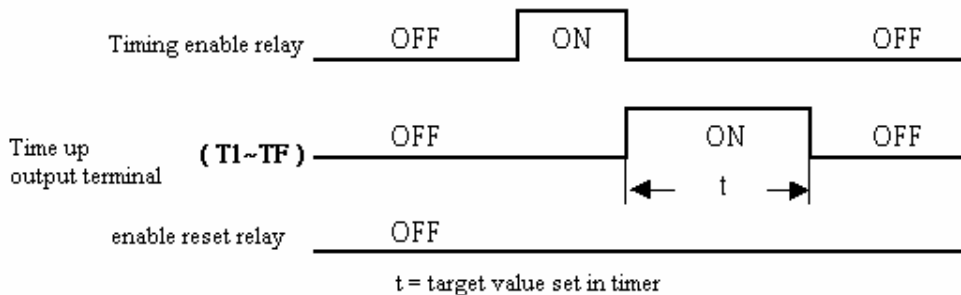 Timing enable relay OFF ON OFF
Time up
output terminal ( T1~TF ) OFF ON OFF
t
enable reset relay OFF
t = target value set in timer